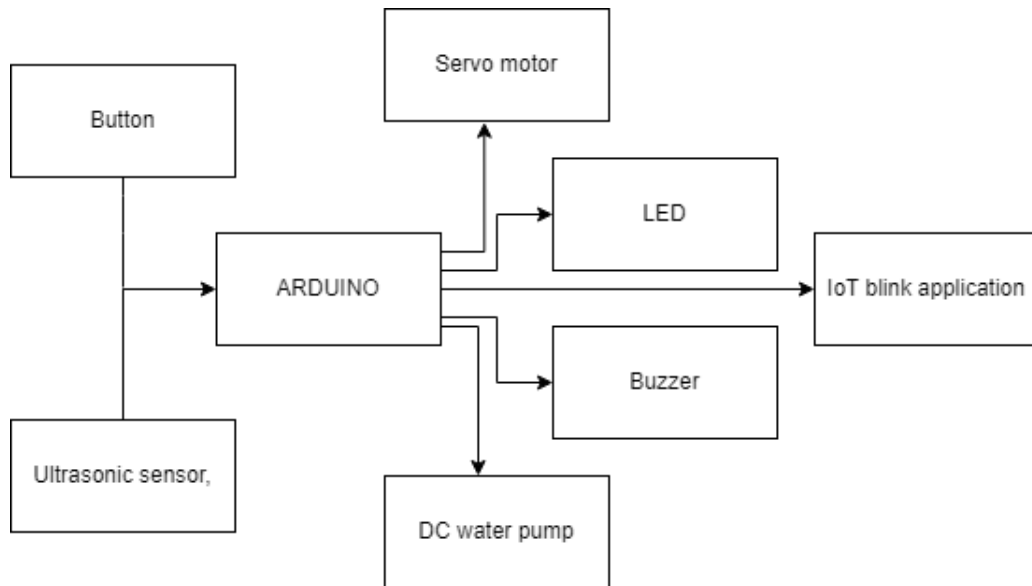 Servo motor
Button
LED
ARDUINO
IoT blink application
Buzzer
Ultrasonic sensor,
DC water pump